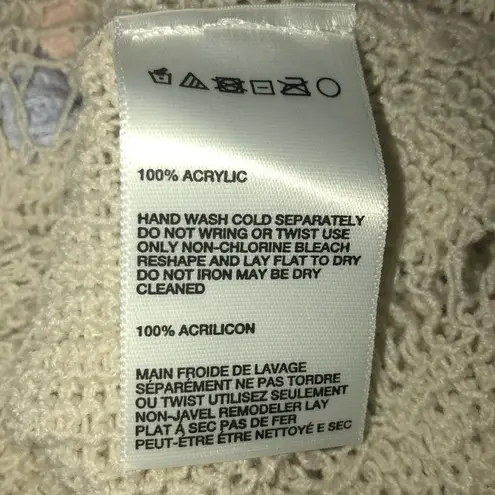 100% ACRYLIC
HAND WASH COLD SEPARATELY
DO NOT WRING OR TWIST USE
ONLY NON-CHLORINE BLEACH
RESHAPE AND LAY FLAT TO DRY
DO NOT IRON MAY BE DRY
CLEANED
100% ACRILICON
MAIN FROIDE DE LAVAGE
SÉPARÉMENT NE PAS TORDRE
OU TWIST UTILISEZ SEULEMENT
NON-JAVEL REMODELER LAY
PLAT Á SEC PAS DE FER
PEUT-ÊTRE ÊTRE NETTOYÉ E SEC